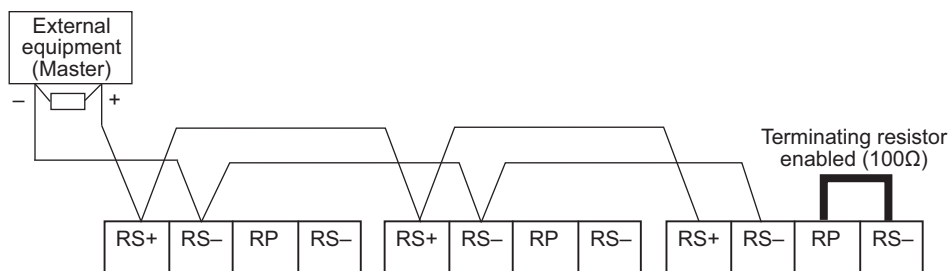 External
equipment
(Master)
– +
Terminating resistor
enabled (100Ω)
RS+ RS– RP RS– RS+ RS– RP RS– RS+ RS– RP RS–